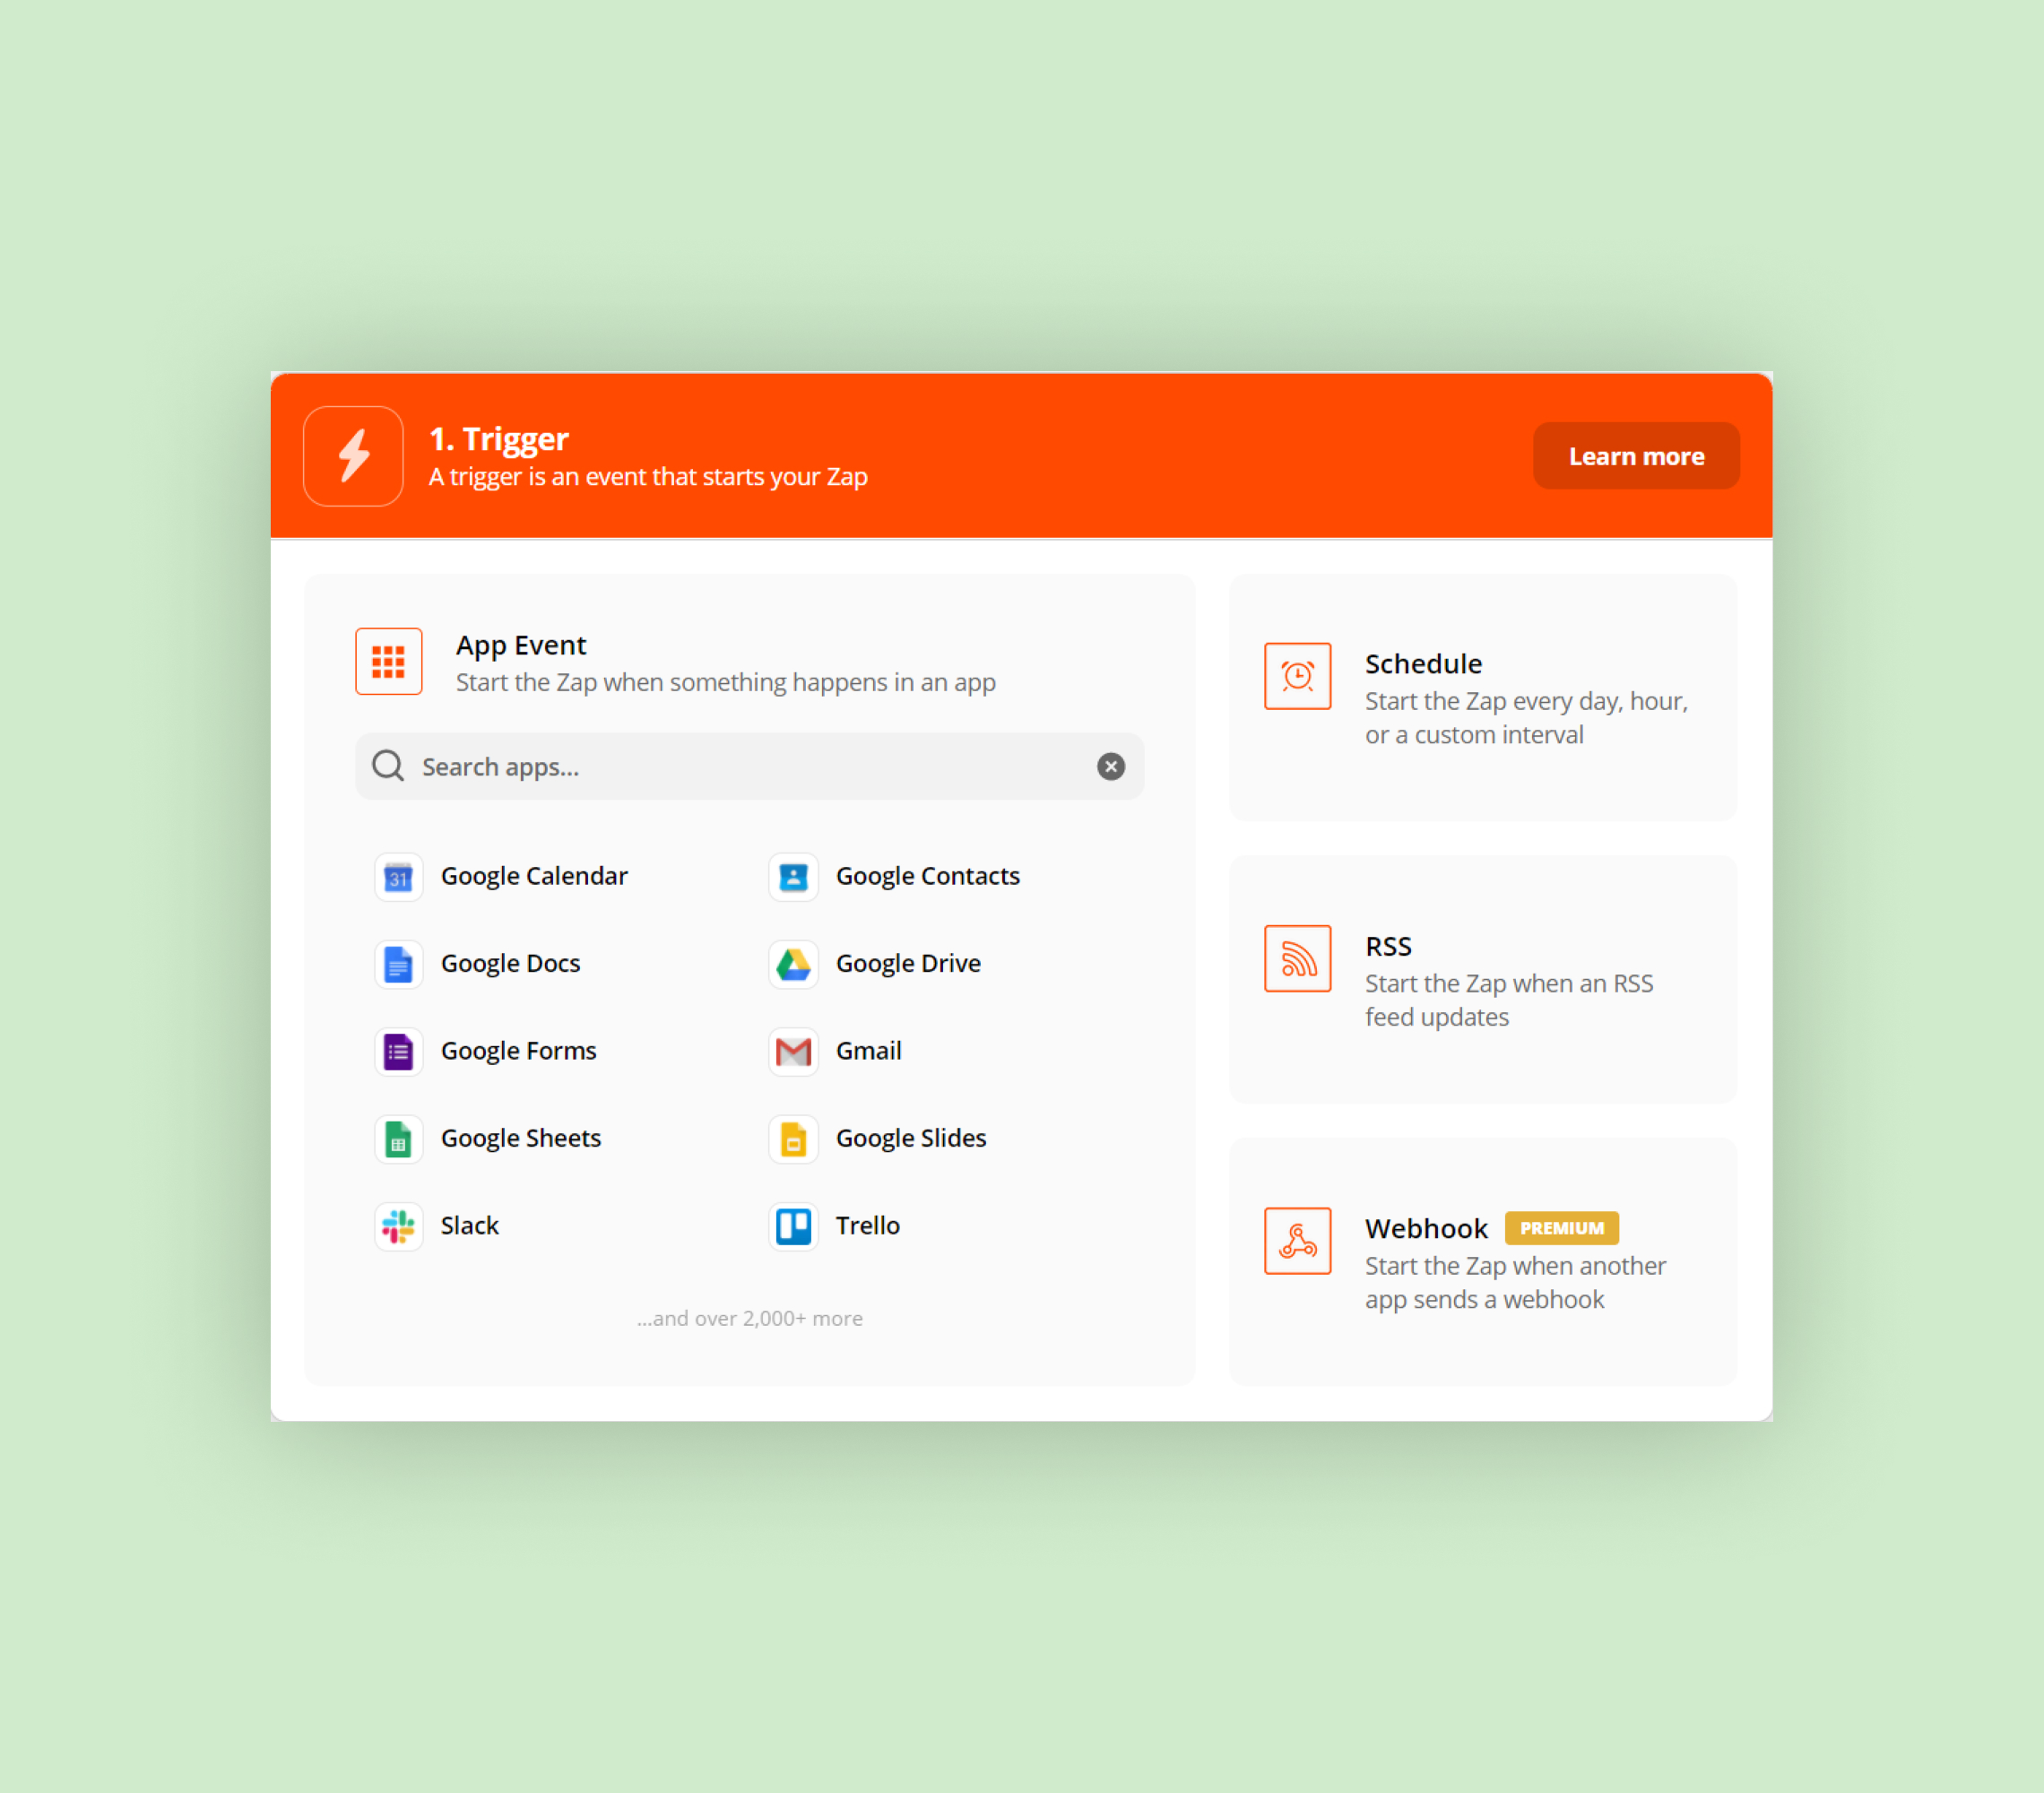 1. Trigger
A trigger is an event that starts your Zap
Learn more
App Event
Start the Zap when something happens in an app
Search apps...
31
Google Calendar
Google Contacts
Google Docs
Google Drive
Google Forms
Gmail
Google Sheets
Google Slides
Slack
Trello
...and over 2,000+ more
Schedule
Start the Zap every day, hour,
or a custom interval
RSS
Start the Zap when an RSS
feed updates
Webhook PREMIUM
Start the Zap when another
app sends a webhook